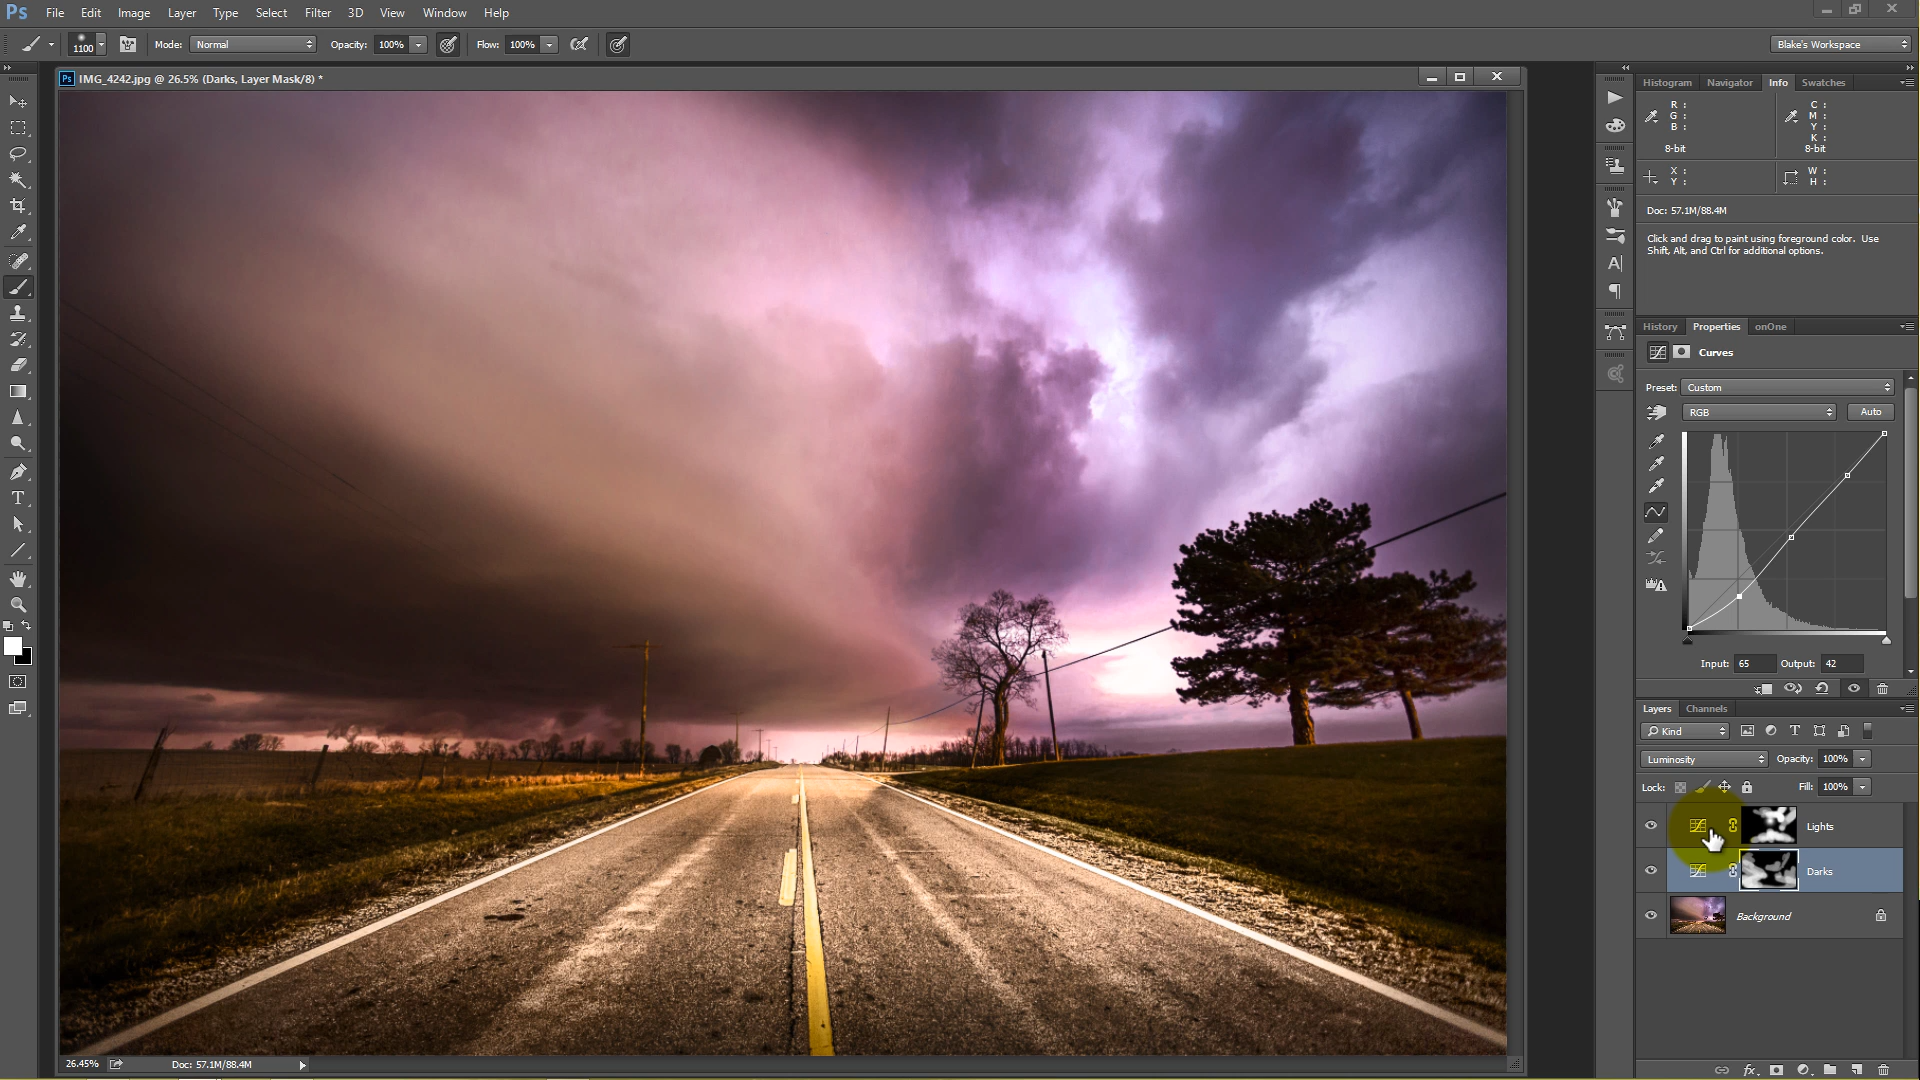 Ps File Edit Image Layer Type Select Filter 3D View Window Help
1100 Mode: Normal Opacity: 100% Flow: 100% Blake's Workspace
Ps IMG_4242.jpg @ 26.5% (Darks, Layer Mask/8) *
Histogram Navigator Info Swatches
R : C :
G : M :
B : Y :
K :
8-bit 8-bit
X : W :
Y : H :
Doc: 57.1M/88.4M
Click and drag to paint using foreground color. Use
Shift, Alt, and Ctrl for additional options.
History Properties onOne
Curves
Preset: Custom
RGB Auto
Input: 65 Output: 42
Layers Channels
Kind
Luminosity Opacity: 100%
Lock: Fill: 100%
Lights
Darks
Background
26.45% Doc: 57.1M/88.4M
fx